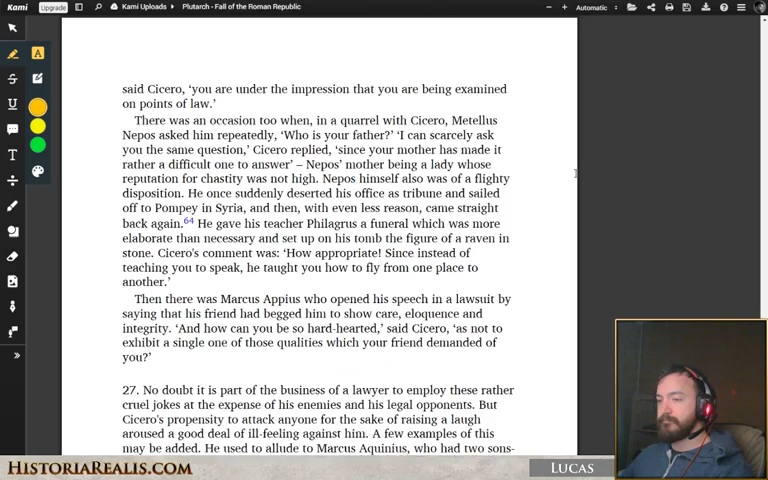 Kami
Upgrade
Kami Uploads > Plutarch - Fall of the Roman Republic
Automatic
said Cicero, ‘you are under the impression that you are being examined
on points of law.’
There was an occasion too when, in a quarrel with Cicero, Metellus
Nepos asked him repeatedly, ‘Who is your father?’ ‘I can scarcely ask
you the same question,’ Cicero replied, ‘since your mother has made it
rather a difficult one to answer’ – Nepos’ mother being a lady whose
reputation for chastity was not high. Nepos himself also was of a flighty
disposition. He once suddenly deserted his office as tribune and sailed
off to Pompey in Syria, and then, with even less reason, came straight
back again.64 He gave his teacher Philagrus a funeral which was more
elaborate than necessary and set up on his tomb the figure of a raven in
stone. Cicero's comment was: ‘How appropriate! Since instead of
teaching you to speak, he taught you how to fly from one place to
another.’
Then there was Marcus Appius who opened his speech in a lawsuit by
saying that his friend had begged him to show care, eloquence and
integrity. ‘And how can you be so hard-hearted,’ said Cicero, ‘as not to
exhibit a single one of those qualities which your friend demanded of
you?’
27. No doubt it is part of the business of a lawyer to employ these rather
cruel jokes at the expense of his enemies and his legal opponents. But
Cicero's propensity to attack anyone for the sake of raising a laugh
aroused a good deal of ill-feeling against him. A few examples of this
may be added. He used to allude to Marcus Aquinius, who had two sons-
HISTORIAREALIS.COM
LUCAS